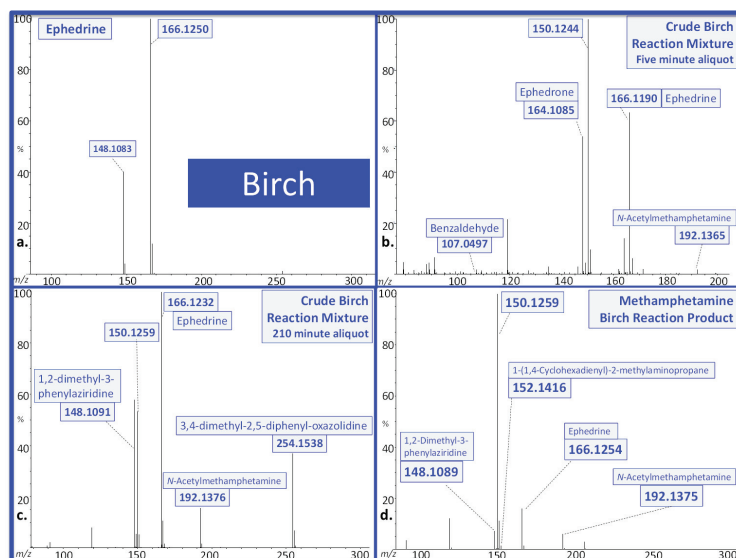 100
Ephedrine
166.1250
80
60
%
148.1083
40
Birch
20
a.
m/z
100
150
200
250
300
100
150.1244
Crude Birch
Reaction Mixture
Five minute aliquot
80
Ephedrone
164.1085
166.1190 Ephedrine
60
%
40
Benzaldehyde
107.0497
N-Acetylmethamphetamine
192.1365
20
b.
m/z
100
120
140
160
180
200
100
166.1232
Ephedrine
Crude Birch
Reaction Mixture
210 minute aliquot
150.1259
80
1,2-dimethyl-3-
phenylaziridine
148.1091
60
%
3,4-dimethyl-2,5-diphenyl-oxazolidine
254.1538
40
N-Acetylmethamphetamine
192.1376
20
c.
m/z
100
150
200
250
300
100
150.1259
Methamphetamine
Birch Reaction Product
80
1-(1,4-Cyclohexadienyl)-2-methylaminopropane
152.1416
60
%
1,2-Dimethyl-3-
phenylaziridine
148.1089
Ephedrine
166.1254
40
N-Acetylmethamphetamine
192.1375
20
d.
m/z
100
150
200
250
300